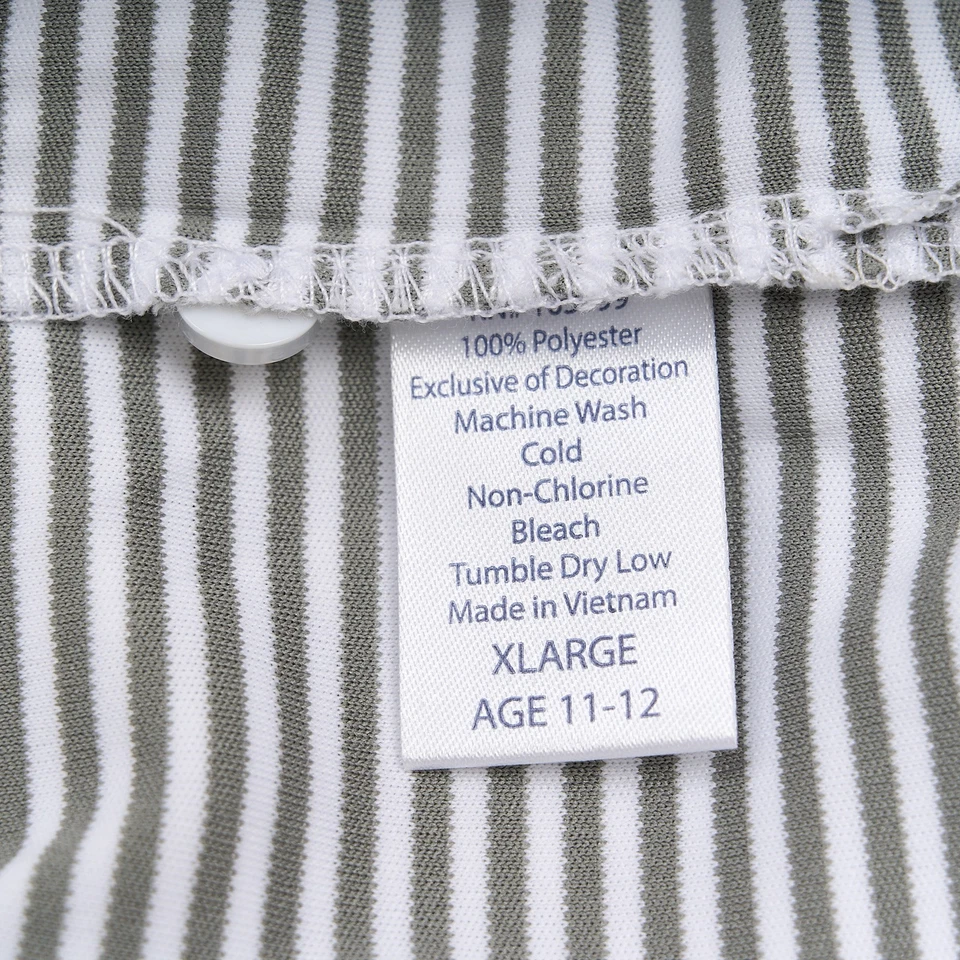 100% Polyester
Exclusive of Decoration
Machine Wash
Cold
Non-Chlorine
Bleach
Tumble Dry Low
Made in Vietnam
XLARGE
AGE 11-12